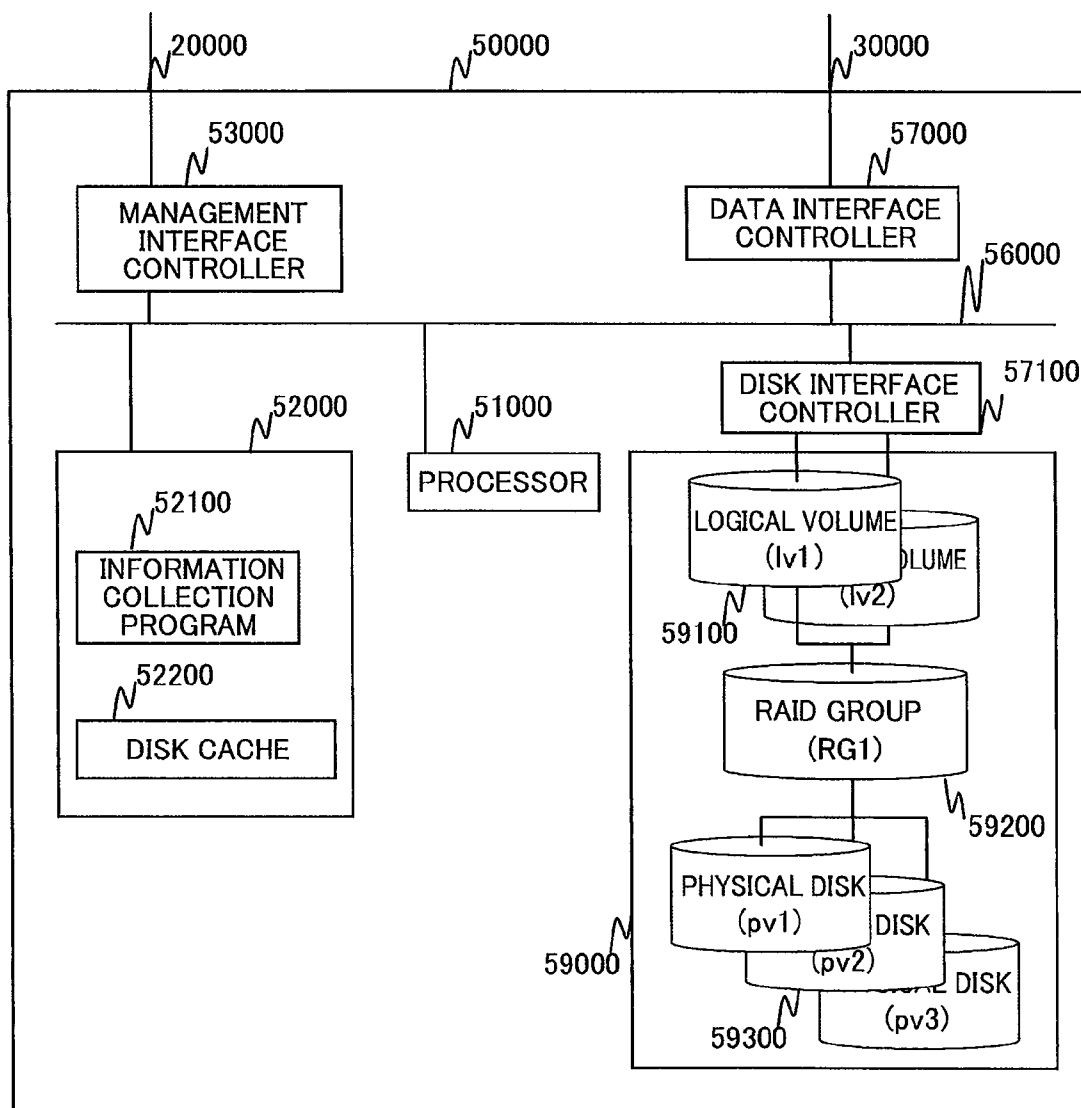 20000
50000
30000
53000
57000
MANAGEMENT
INTERFACE
CONTROLLER
DATA INTERFACE
CONTROLLER
56000
57100
DISK INTERFACE
CONTROLLER
52000
51000
PROCESSOR
52100
INFORMATION
COLLECTION
PROGRAM
52200
DISK CACHE
LOGICAL VOLUME
(lv1)
OLUME
(lv2)
59100
RAID GROUP
(RG1)
59200
PHYSICAL DISK
(pv1)
DISK
(pv2)
ICAL DISK
(pv3)
59000
59300